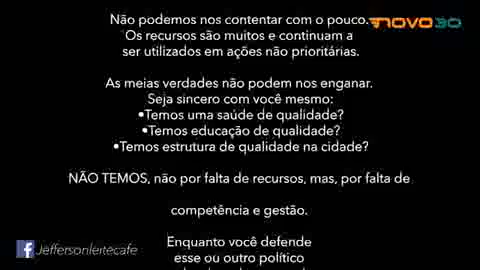 Não podemos nos contentar com o pouco.
NOVO30
Os recursos são muitos e continuam a
ser utilizados em ações não prioritárias.
As meias verdades não podem nos enganar.
Seja sincero com você mesmo:
•Temos uma saúde de qualidade?
•Temos educação de qualidade?
•Temos estrutura de qualidade na cidade?
NÃO TEMOS, não por falta de recursos, mas, por falta de
competência e gestão.
Enquanto você defende
esse ou outro político
f Jeffersonleitecafe